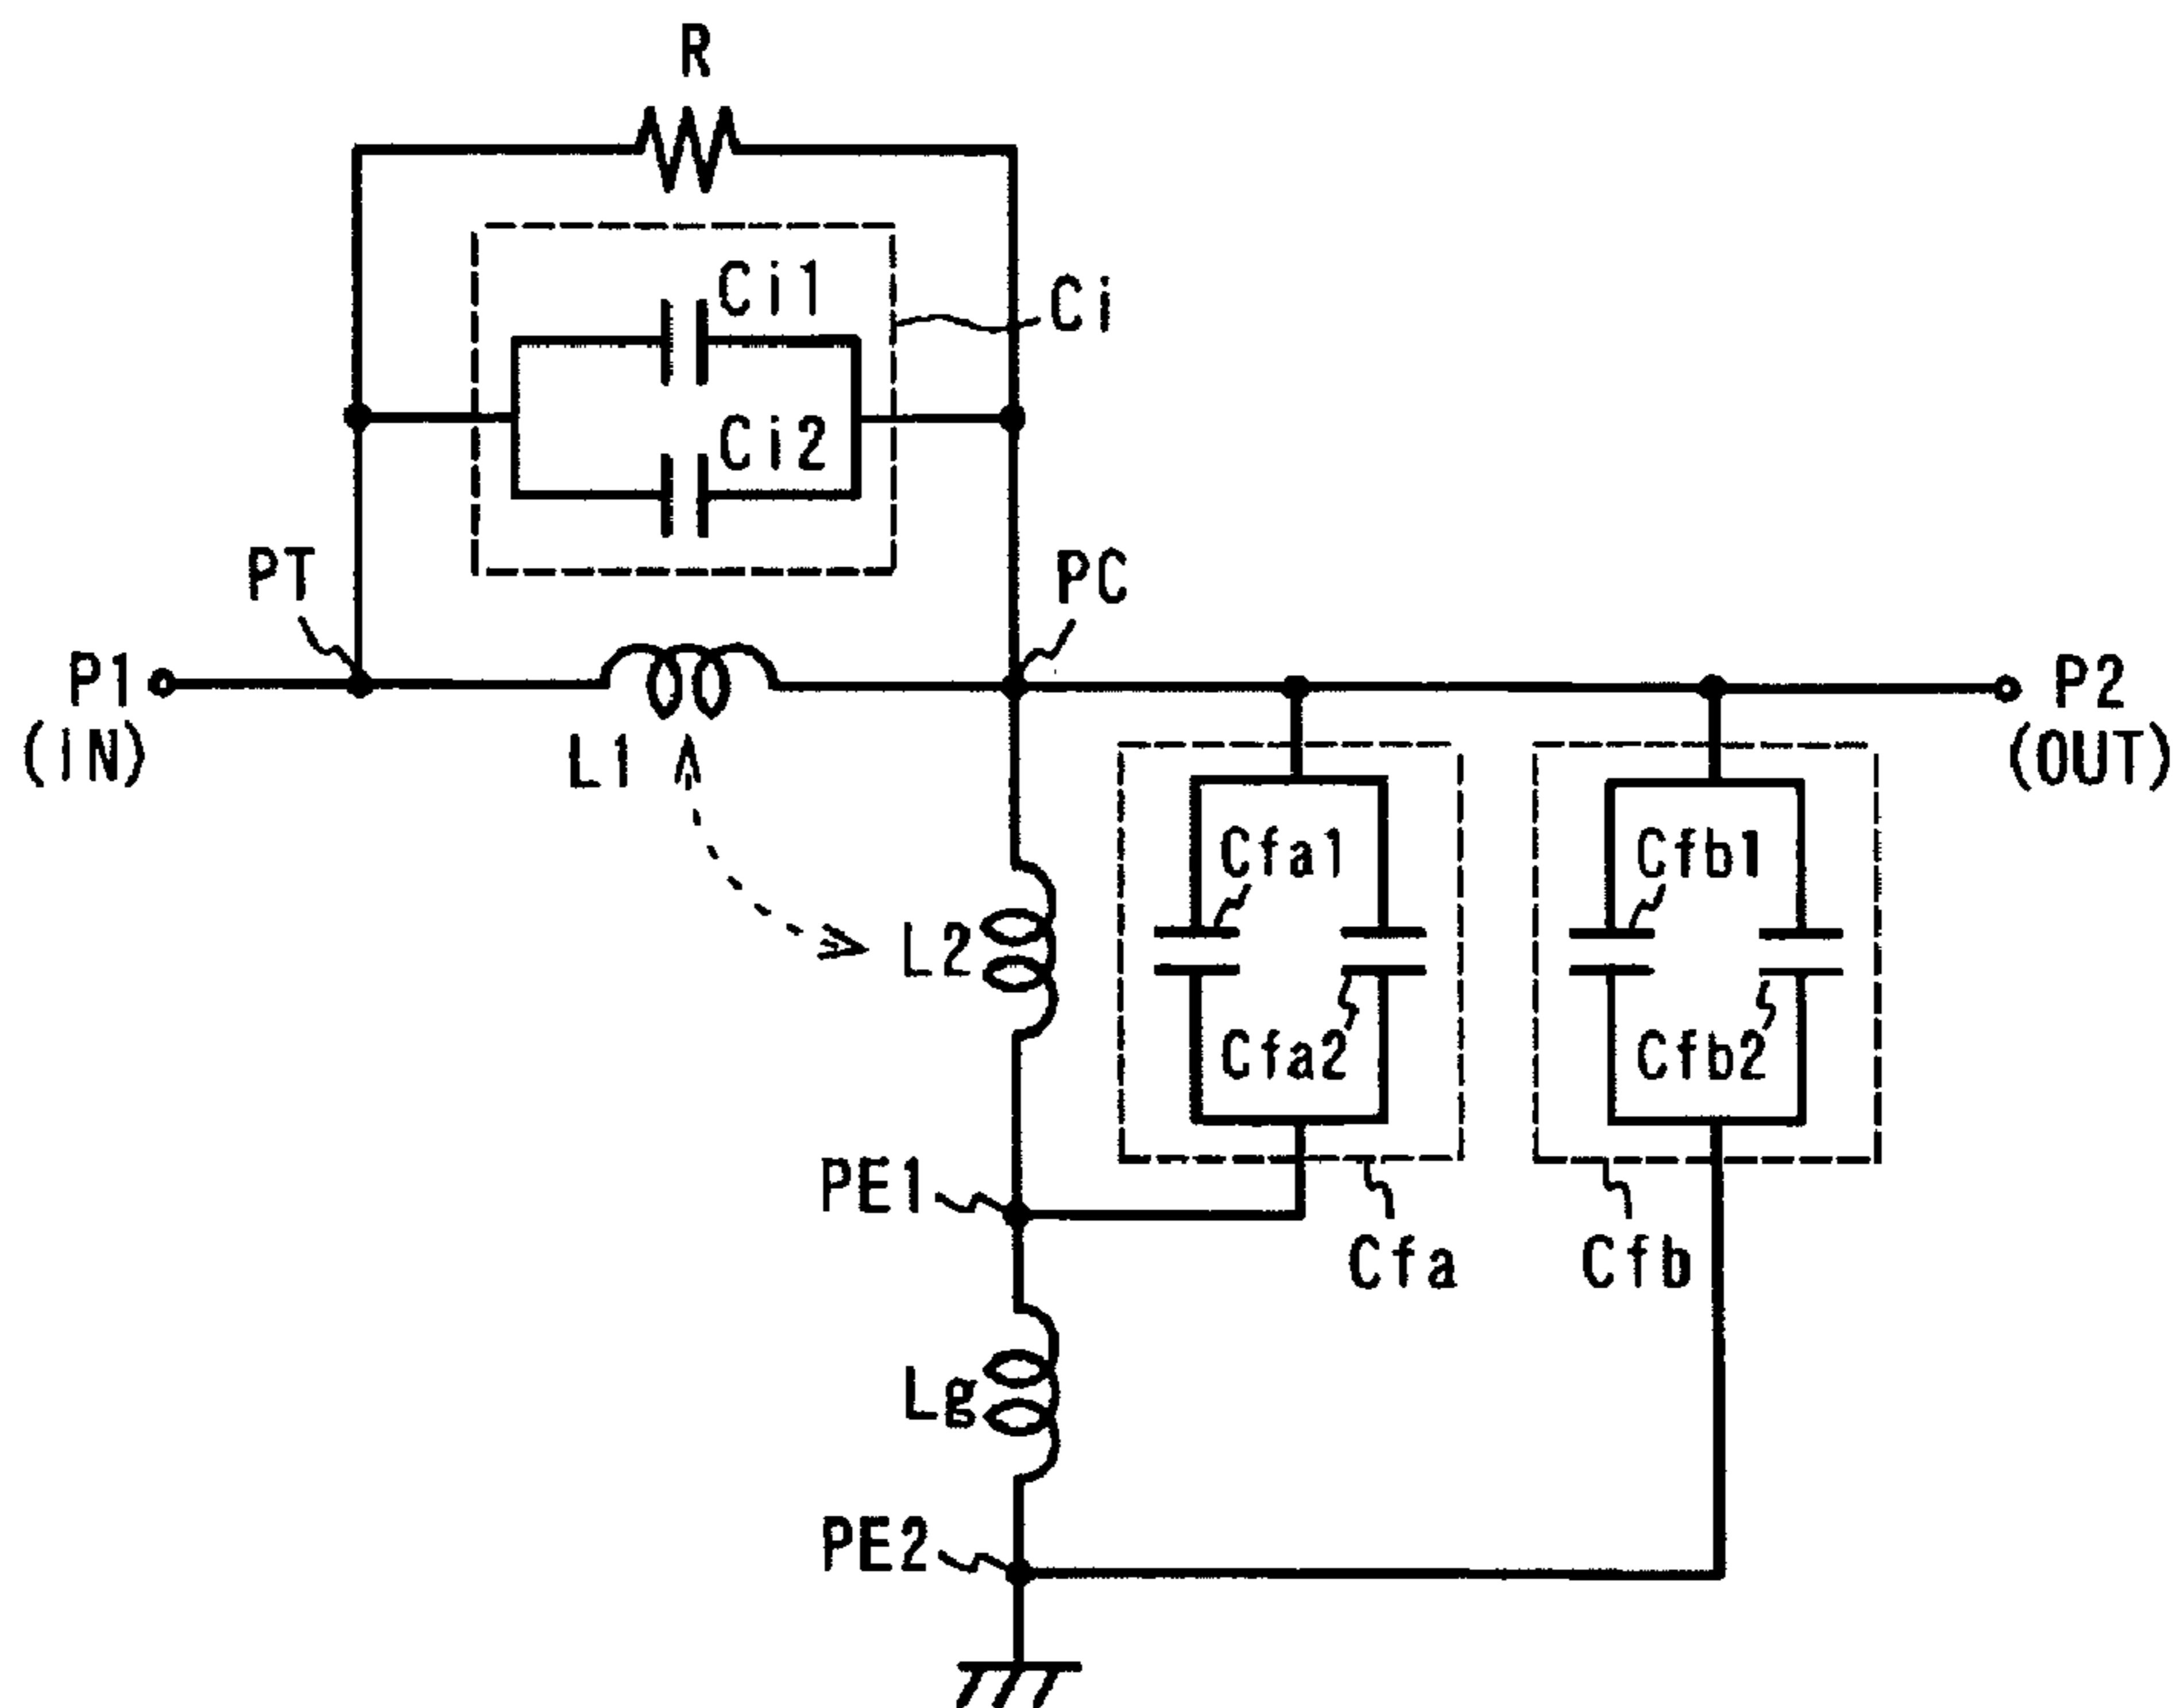 R
Ci1
Ci
Ci2
PT
PC
P1
(IN)
P2
(OUT)
L1
Cfa1
Cfb1
L2
Cfa2
Cfb2
PE1
Cfa
Cfb
Lg
PE2